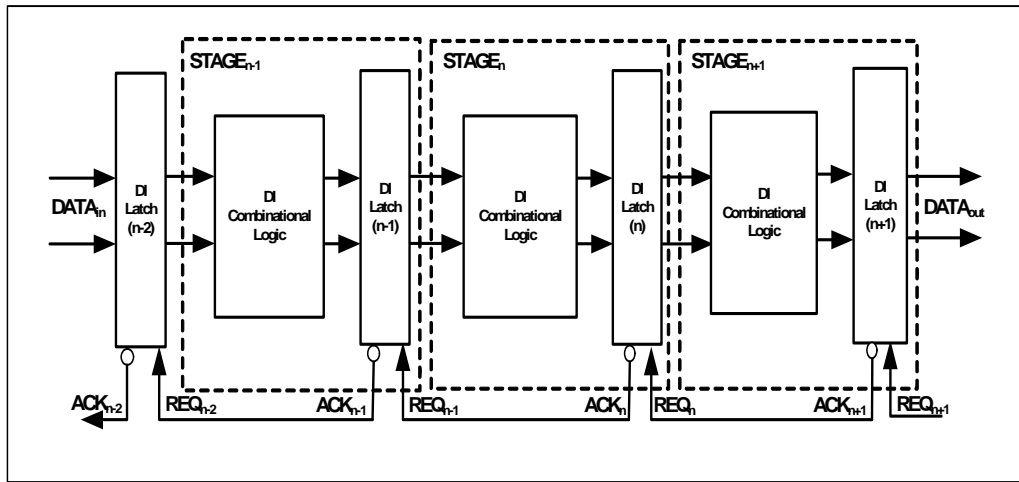 STAGEn-1
STAGEn
STAGEn+1
DATAin
DI
Latch
(n-2)
DI
Combinational
Logic
DI
Latch
(n-1)
DI
Combinational
Logic
DI
Latch
(n)
DI
Combinational
Logic
DI
Latch
(n+1)
DATAout
ACKn-2
REQn-2
ACKn-1
REQn-1
ACKn
REQn
ACKn+1
REQn+1